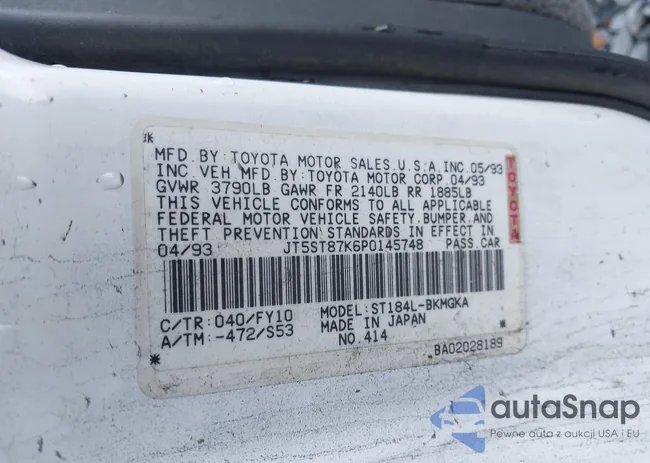 MFD. BY: TOYOTA MOTOR SALES, U.S.A., INC. 05/93
INC. VEH MFD. BY: TOYOTA MOTOR CORP. 04/93
GVWR 3790LB GAWR FR 2140LB RR 1885LB
THIS VEHICLE CONFORMS TO ALL APPLICABLE
FEDERAL MOTOR VEHICLE SAFETY, BUMPER, AND
THEFT PREVENTION STANDARDS IN EFFECT IN
04/93 JT5ST87K6P0145748 PASS. CAR
TOYOTA
C/TR: 040/FY10 MODEL: ST184L-BKMGKA
A/TM: -472/S53 MADE IN JAPAN
NO. 414
BA02028189
autaSnap
Pewne auta z aukcji USA i EU